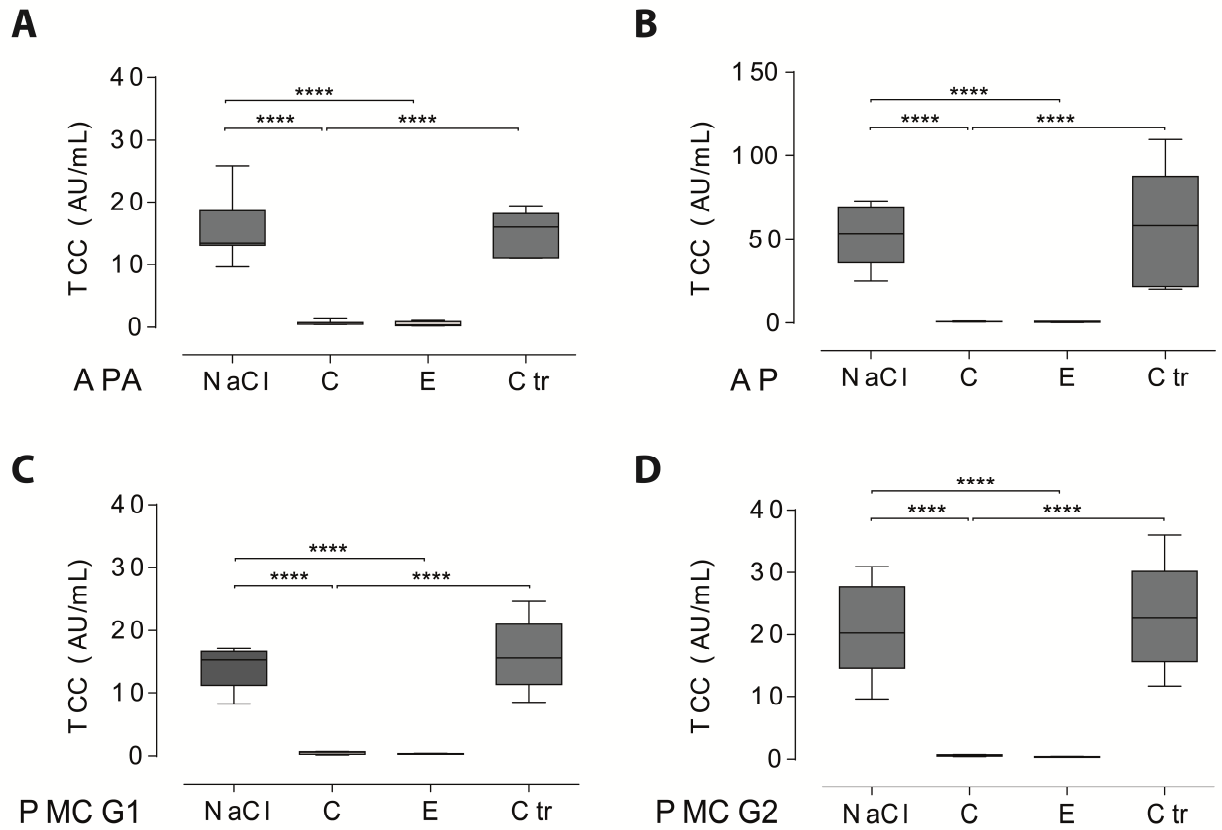 A
TCC (AU/mL)
40
30
20
10
0
****
****
****
APA
NaCl
C
E
Ctr
B
TCC (AU/mL)
150
100
50
0
****
****
****
AP
NaCl
C
E
Ctr
C
TCC (AU/mL)
40
30
20
10
0
****
****
****
PMCG1
NaCl
C
E
Ctr
D
TCC (AU/mL)
40
30
20
10
0
****
****
****
PMCG2
NaCl
C
E
Ctr